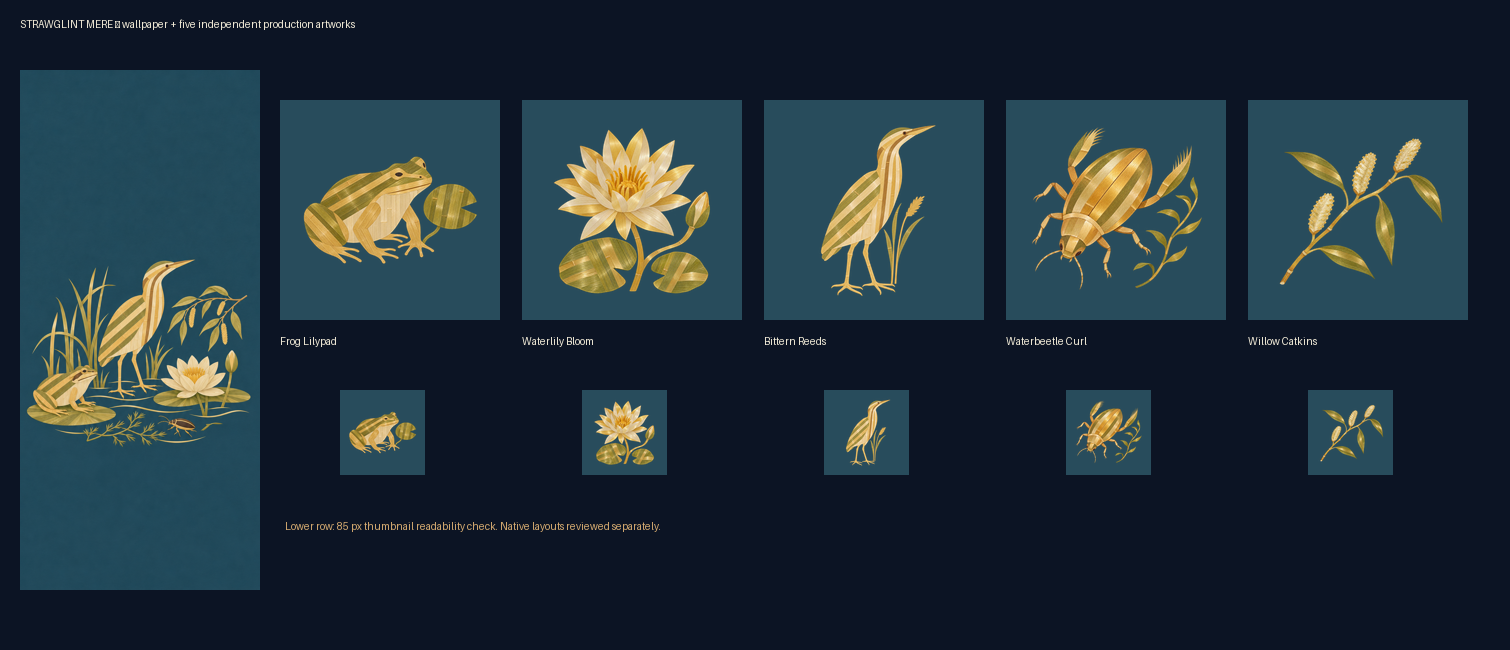 STRAWGLINT MERE □ wallpaper + five independent production artworks
Frog Lilypad
Waterlily Bloom
Bittern Reeds
Waterbeetle Curl
Willow Catkins
Lower row: 85 px thumbnail readability check. Native layouts reviewed separately.